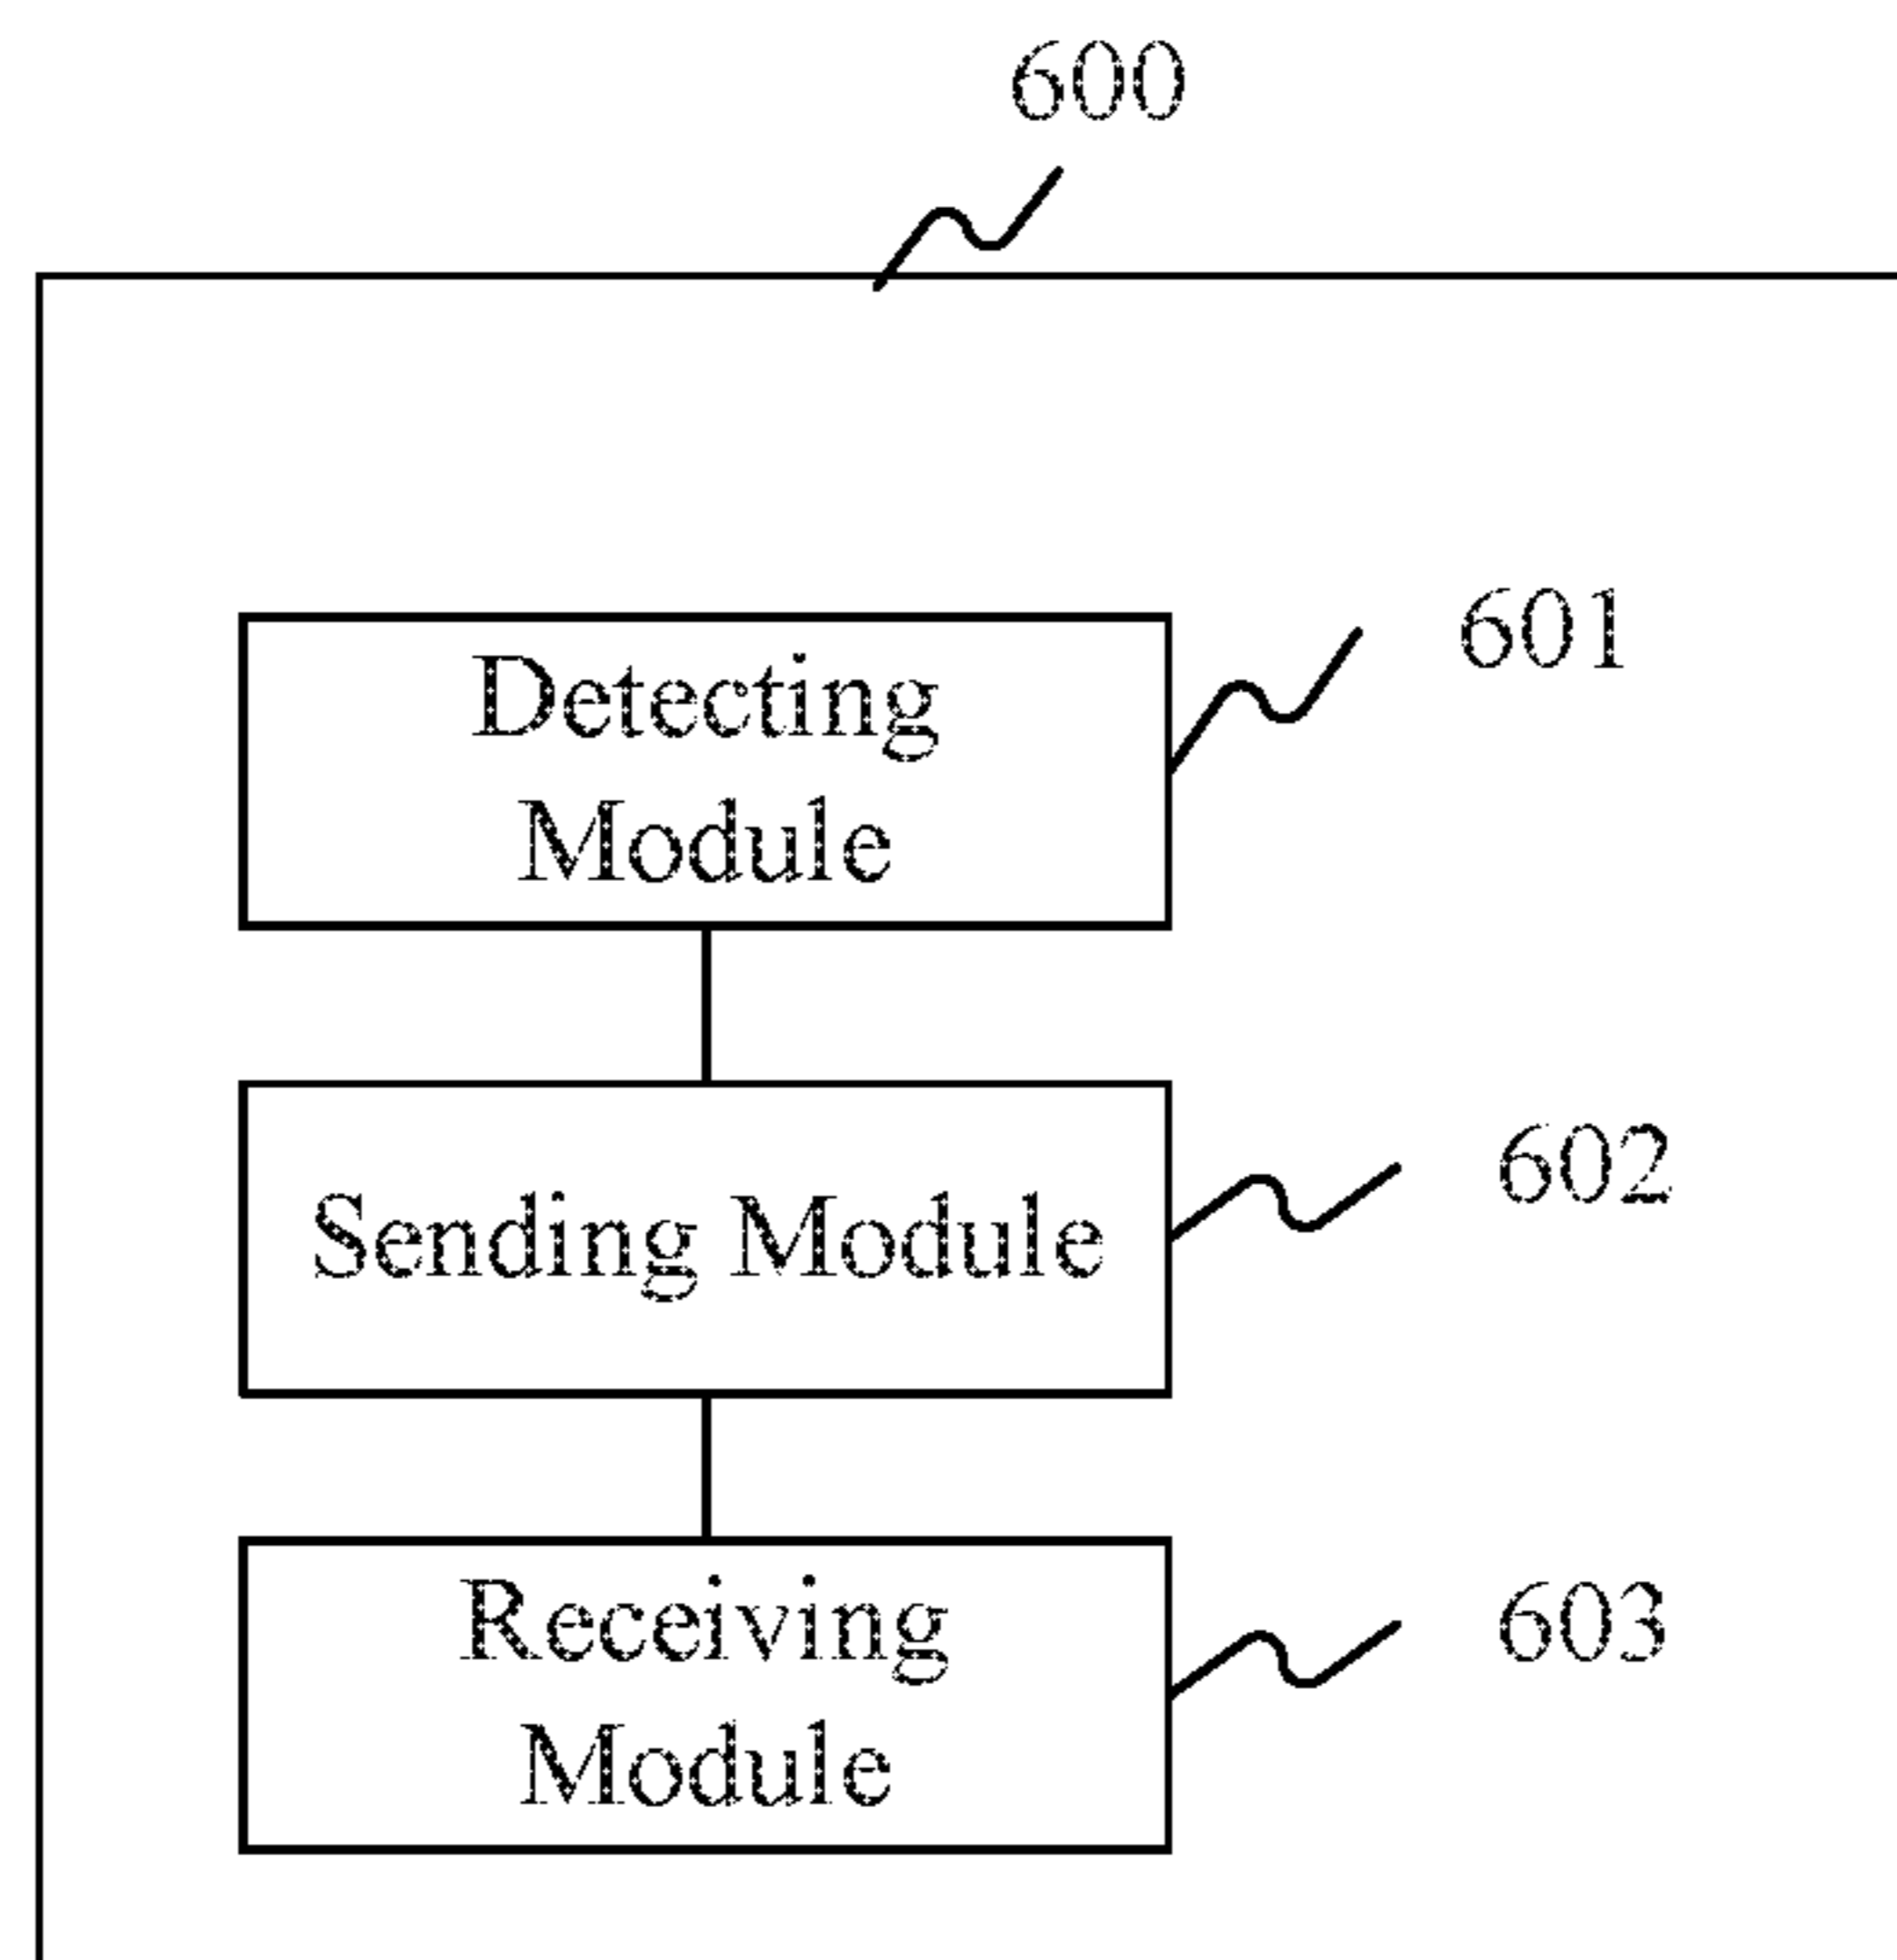 600
Detecting
Module
601
Sending Module
602
Receiving
Module
603